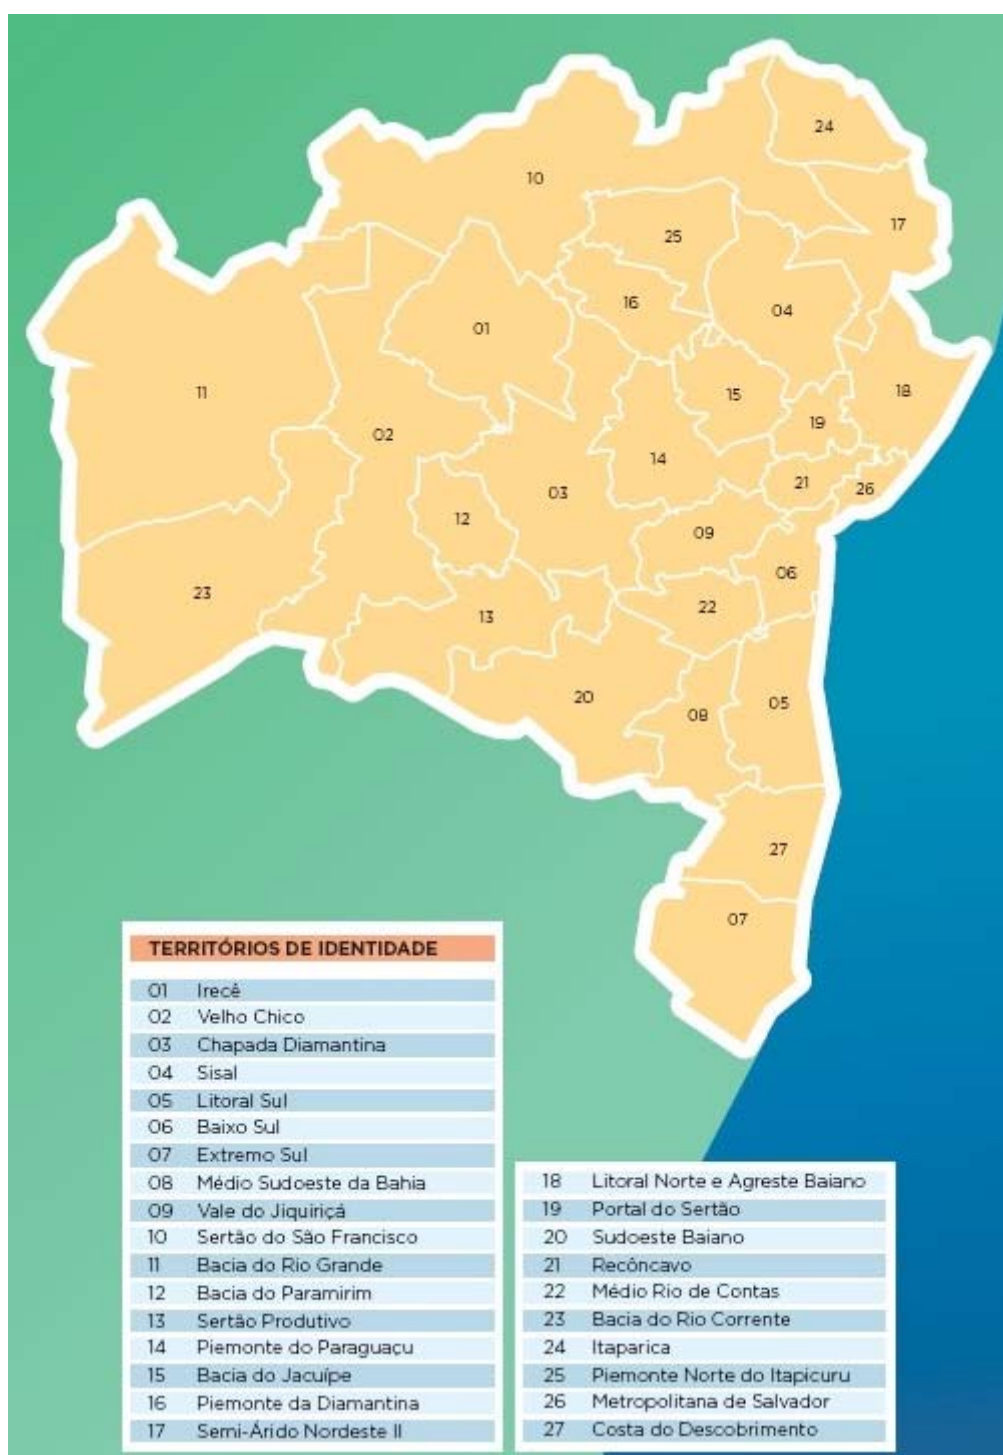 24
10
17
25
16
04
01
11
18
15
19
02
14
21
26
03
12
09
06
23
22
13
20
05
08
27
07
TERRITÓRIOS DE IDENTIDADE
01 Irecê
02 Velho Chico
03 Chapada Diamantina
04 Sisal
05 Litoral Sul
06 Baixo Sul
07 Extremo Sul
08 Médio Sudoeste da Bahia
09 Vale do Jiquiriçá
10 Sertão do São Francisco
11 Bacia do Rio Grande
12 Bacia do Paramirim
13 Sertão Produtivo
14 Piemonte do Paraguaçu
15 Bacia do Jacuípe
16 Piemonte da Diamantina
17 Semi-Árido Nordeste II
18 Litoral Norte e Agreste Baiano
19 Portal do Sertão
20 Sudoeste Baiano
21 Recôncavo
22 Médio Rio de Contas
23 Bacia do Rio Corrente
24 Itaparica
25 Piemonte Norte do Itapicuru
26 Metropolitana de Salvador
27 Costa do Descobrimento